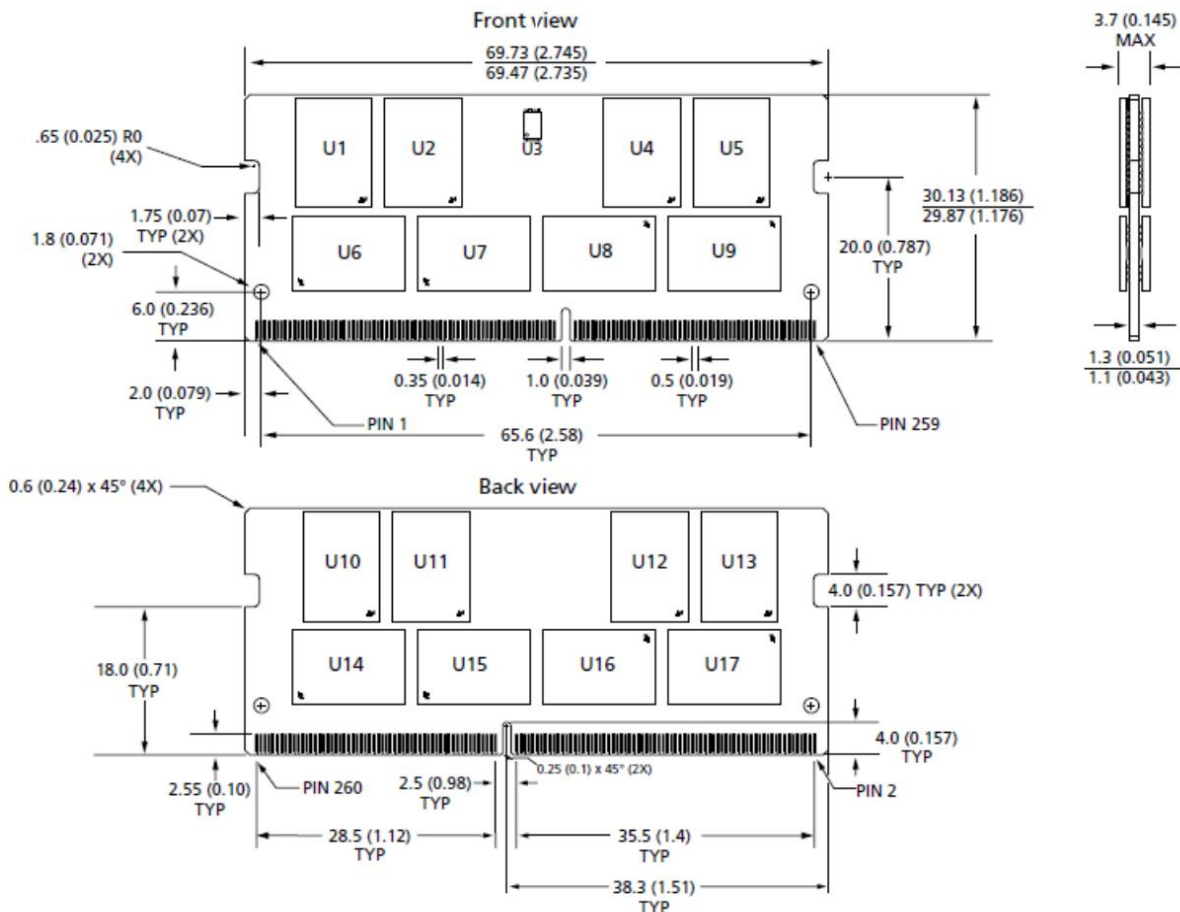 Front view
3.7 (0.145)
MAX
69.73 (2.745)
69.47 (2.735)
.65 (0.025) R0
(4X)
U1
U2
U3
U4
U5
1.75 (0.07)
TYP (2X)
30.13 (1.186)
29.87 (1.176)
1.8 (0.071)
(2X)
20.0 (0.787)
TYP
U6
U7
U8
U9
6.0 (0.236)
TYP
0.35 (0.014)
TYP
1.0 (0.039)
TYP
0.5 (0.019)
TYP
1.3 (0.051)
1.1 (0.043)
2.0 (0.079)
TYP
PIN 1
PIN 259
65.6 (2.58)
TYP
0.6 (0.24) x 45° (4X)
Back view
U10
U11
U12
U13
4.0 (0.157) TYP (2X)
18.0 (0.71)
TYP
U14
U15
U16
U17
4.0 (0.157)
TYP
0.25 (0.1) x 45° (2X)
2.55 (0.10)
TYP
PIN 260
2.5 (0.98)
TYP
PIN 2
28.5 (1.12)
TYP
35.5 (1.4)
TYP
38.3 (1.51)
TYP